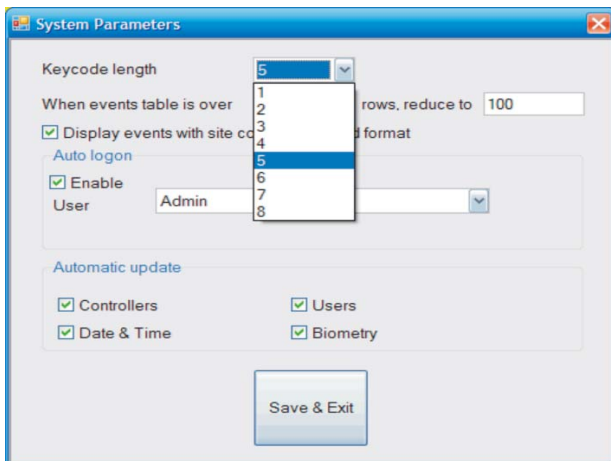 System Parameters
Keycode length 5
1
2
3
4
5
6
7
8
When events table is over rows, reduce to 100
Display events with site co d format
Auto logon
Enable
User Admin
Automatic update
Controllers Users
Date & Time Biometry
Save & Exit